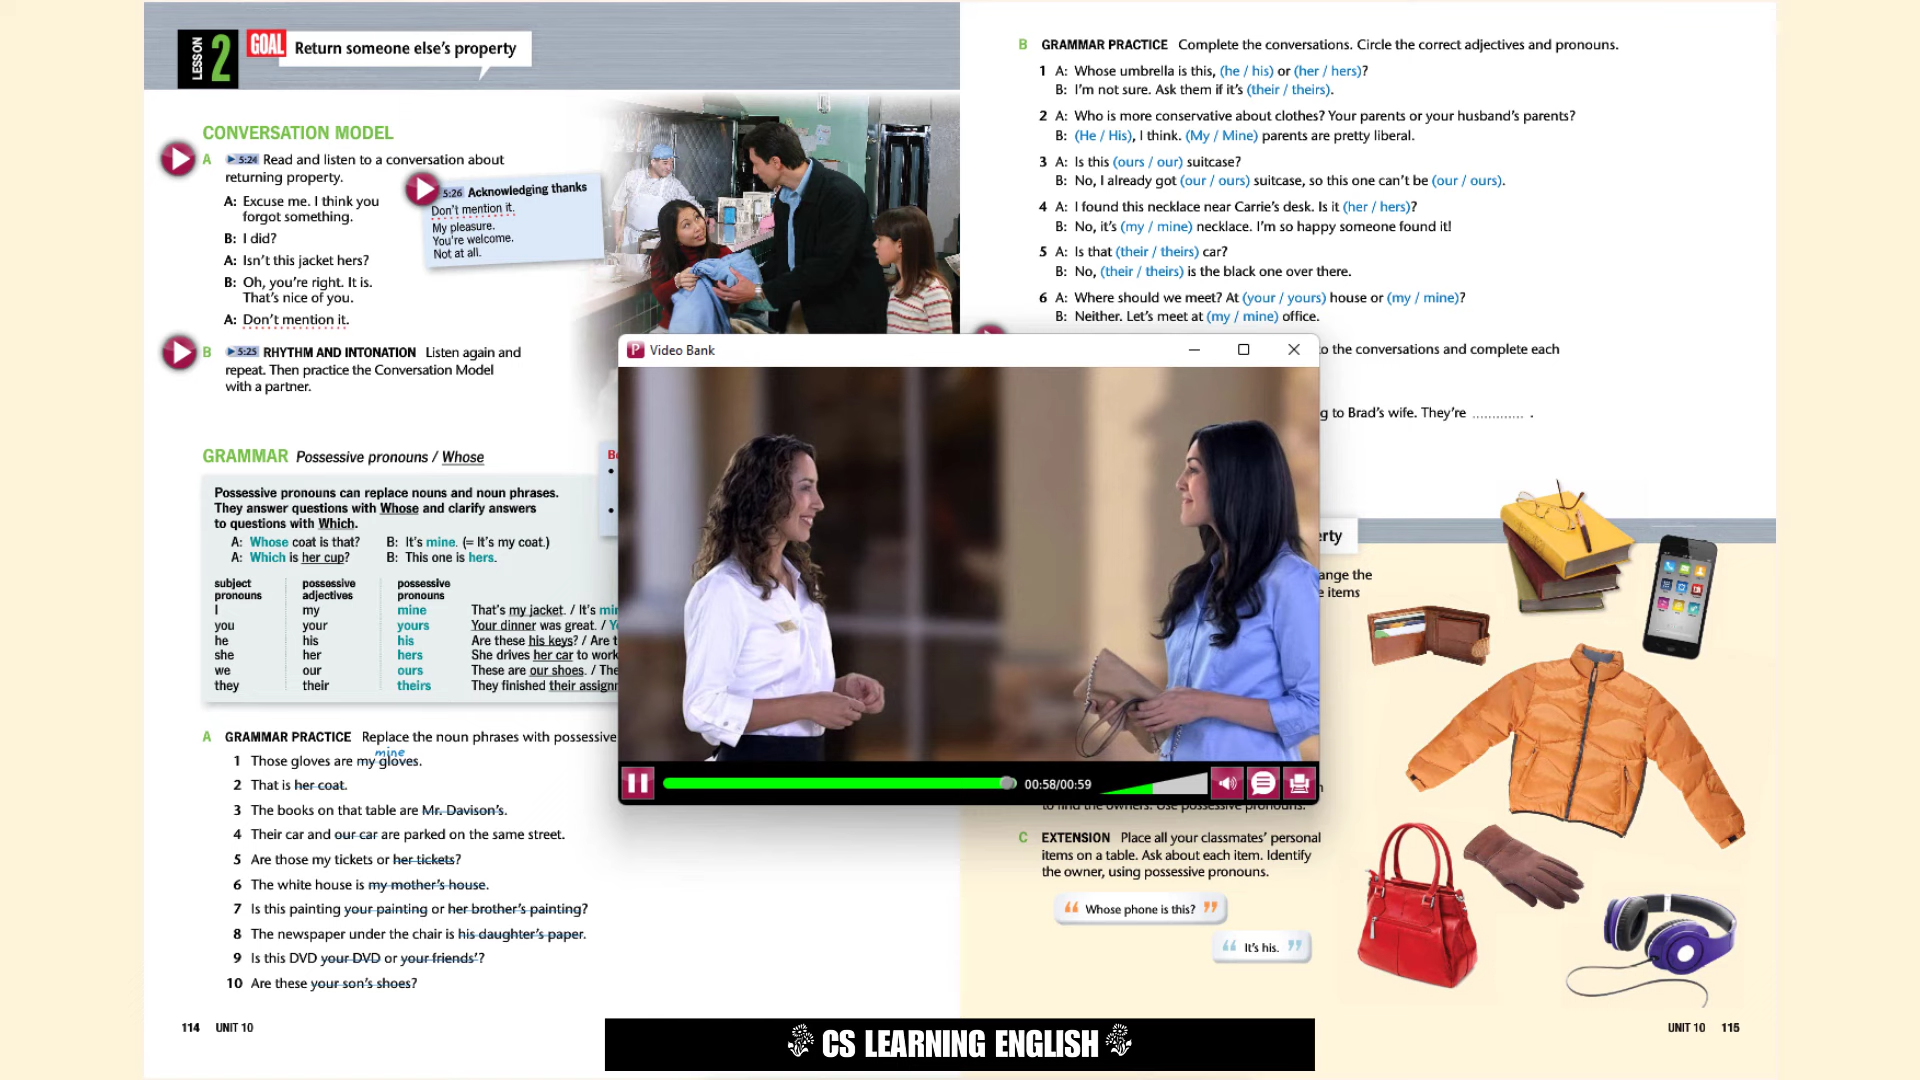 LESSON 2
GOAL Return someone else's property
CONVERSATION MODEL
A ▶ 5:24 Read and listen to a conversation about
returning property.
A: Excuse me. I think you
forgot something.
B: I did?
A: Isn't this jacket hers?
B: Oh, you're right. It is.
That's nice of you.
A: Don't mention it.
5:26 Acknowledging thanks
Don't mention it.
My pleasure.
You're welcome.
Not at all.
B ▶ 5:25 RHYTHM AND INTONATION Listen again and
repeat. Then practice the Conversation Model
with a partner.
GRAMMAR Possessive pronouns / Whose
Possessive pronouns can replace nouns and noun phrases.
They answer questions with Whose and clarify answers
to questions with Which.
A: Whose coat is that? B: It's mine. (= It's my coat.)
A: Which is her cup? B: This one is hers.
subject pronouns possessive adjectives possessive pronouns
I my mine That's my jacket. / It's
you your yours Your dinner was great. /
he his his Are these his keys? / Are
she her hers She drives her car to work
we our ours These are our shoes. /
they their theirs They finished their
A GRAMMAR PRACTICE Replace the noun phrases with possessive
mine
1 Those gloves are my gloves.
2 That is her coat.
3 The books on that table are Mr. Davison's.
4 Their car and our car are parked on the same street.
5 Are those my tickets or her tickets?
6 The white house is my mother's house.
7 Is this painting your painting or her brother's painting?
8 The newspaper under the chair is his daughter's paper.
9 Is this DVD your DVD or your friends'?
10 Are these your son's shoes?
114 UNIT 10
B GRAMMAR PRACTICE Complete the conversations. Circle the correct adjectives and pronouns.
1 A: Whose umbrella is this, (he / his) or (her / hers)?
B: I'm not sure. Ask them if it's (their / theirs).
2 A: Who is more conservative about clothes? Your parents or your husband's parents?
B: (He / His), I think. (My / Mine) parents are pretty liberal.
3 A: Is this (ours / our) suitcase?
B: No, I already got (our / ours) suitcase, so this one can't be (our / ours).
4 A: I found this necklace near Carrie's desk. Is it (her / hers)?
B: No, it's (my / mine) necklace. I'm so happy someone found it!
5 A: Is that (their / theirs) car?
B: No, (their / theirs) is the black one over there.
6 A: Where should we meet? At (your / yours) house or (my / mine)?
B: Neither. Let's meet at (my / mine) office.
to the conversations and complete each
to Brad's wife. They're ............. .
Video Bank
00:58/00:59
ange the
items
to find the owners. Use possessive pronouns.
C EXTENSION Place all your classmates' personal
items on a table. Ask about each item. Identify
the owner, using possessive pronouns.
“ Whose phone is this? ”
“ It's his. ”
UNIT 10 115
CS LEARNING ENGLISH